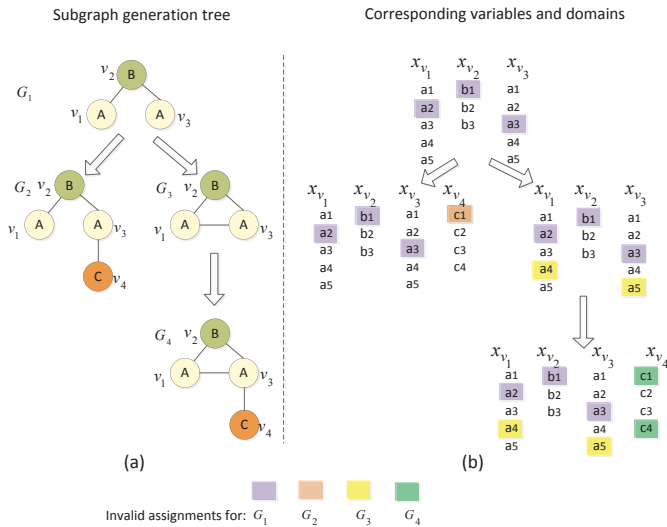 Subgraph generation tree
Corresponding variables and domains
G1
v2 B
v1 A
A v3
G2 v2 B
v1 A
A v3
C v4
G3 v2 B
v1 A
A v3
G4 v2 B
v1 A
A v3
C v4
(a)
xv1 xv2 xv3
a1 b1 a1
a2 b2 a2
a3 b3 a3
a4 a4
a5 a5
xv1 xv2 xv3 xv4
a1 b1 a1 c1
a2 b2 a2 c2
a3 b3 a3 c3
a4 a4 c4
a5 a5
xv1 xv2 xv3
a1 b1 a1
a2 b2 a2
a3 b3 a3
a4 a4
a5 a5
xv1 xv2 xv3 xv4
a1 b1 a1 c1
a2 b2 a2 c2
a3 b3 a3 c3
a4 a4 c4
a5 a5
(b)
Invalid assignments for: G1 G2 G3 G4